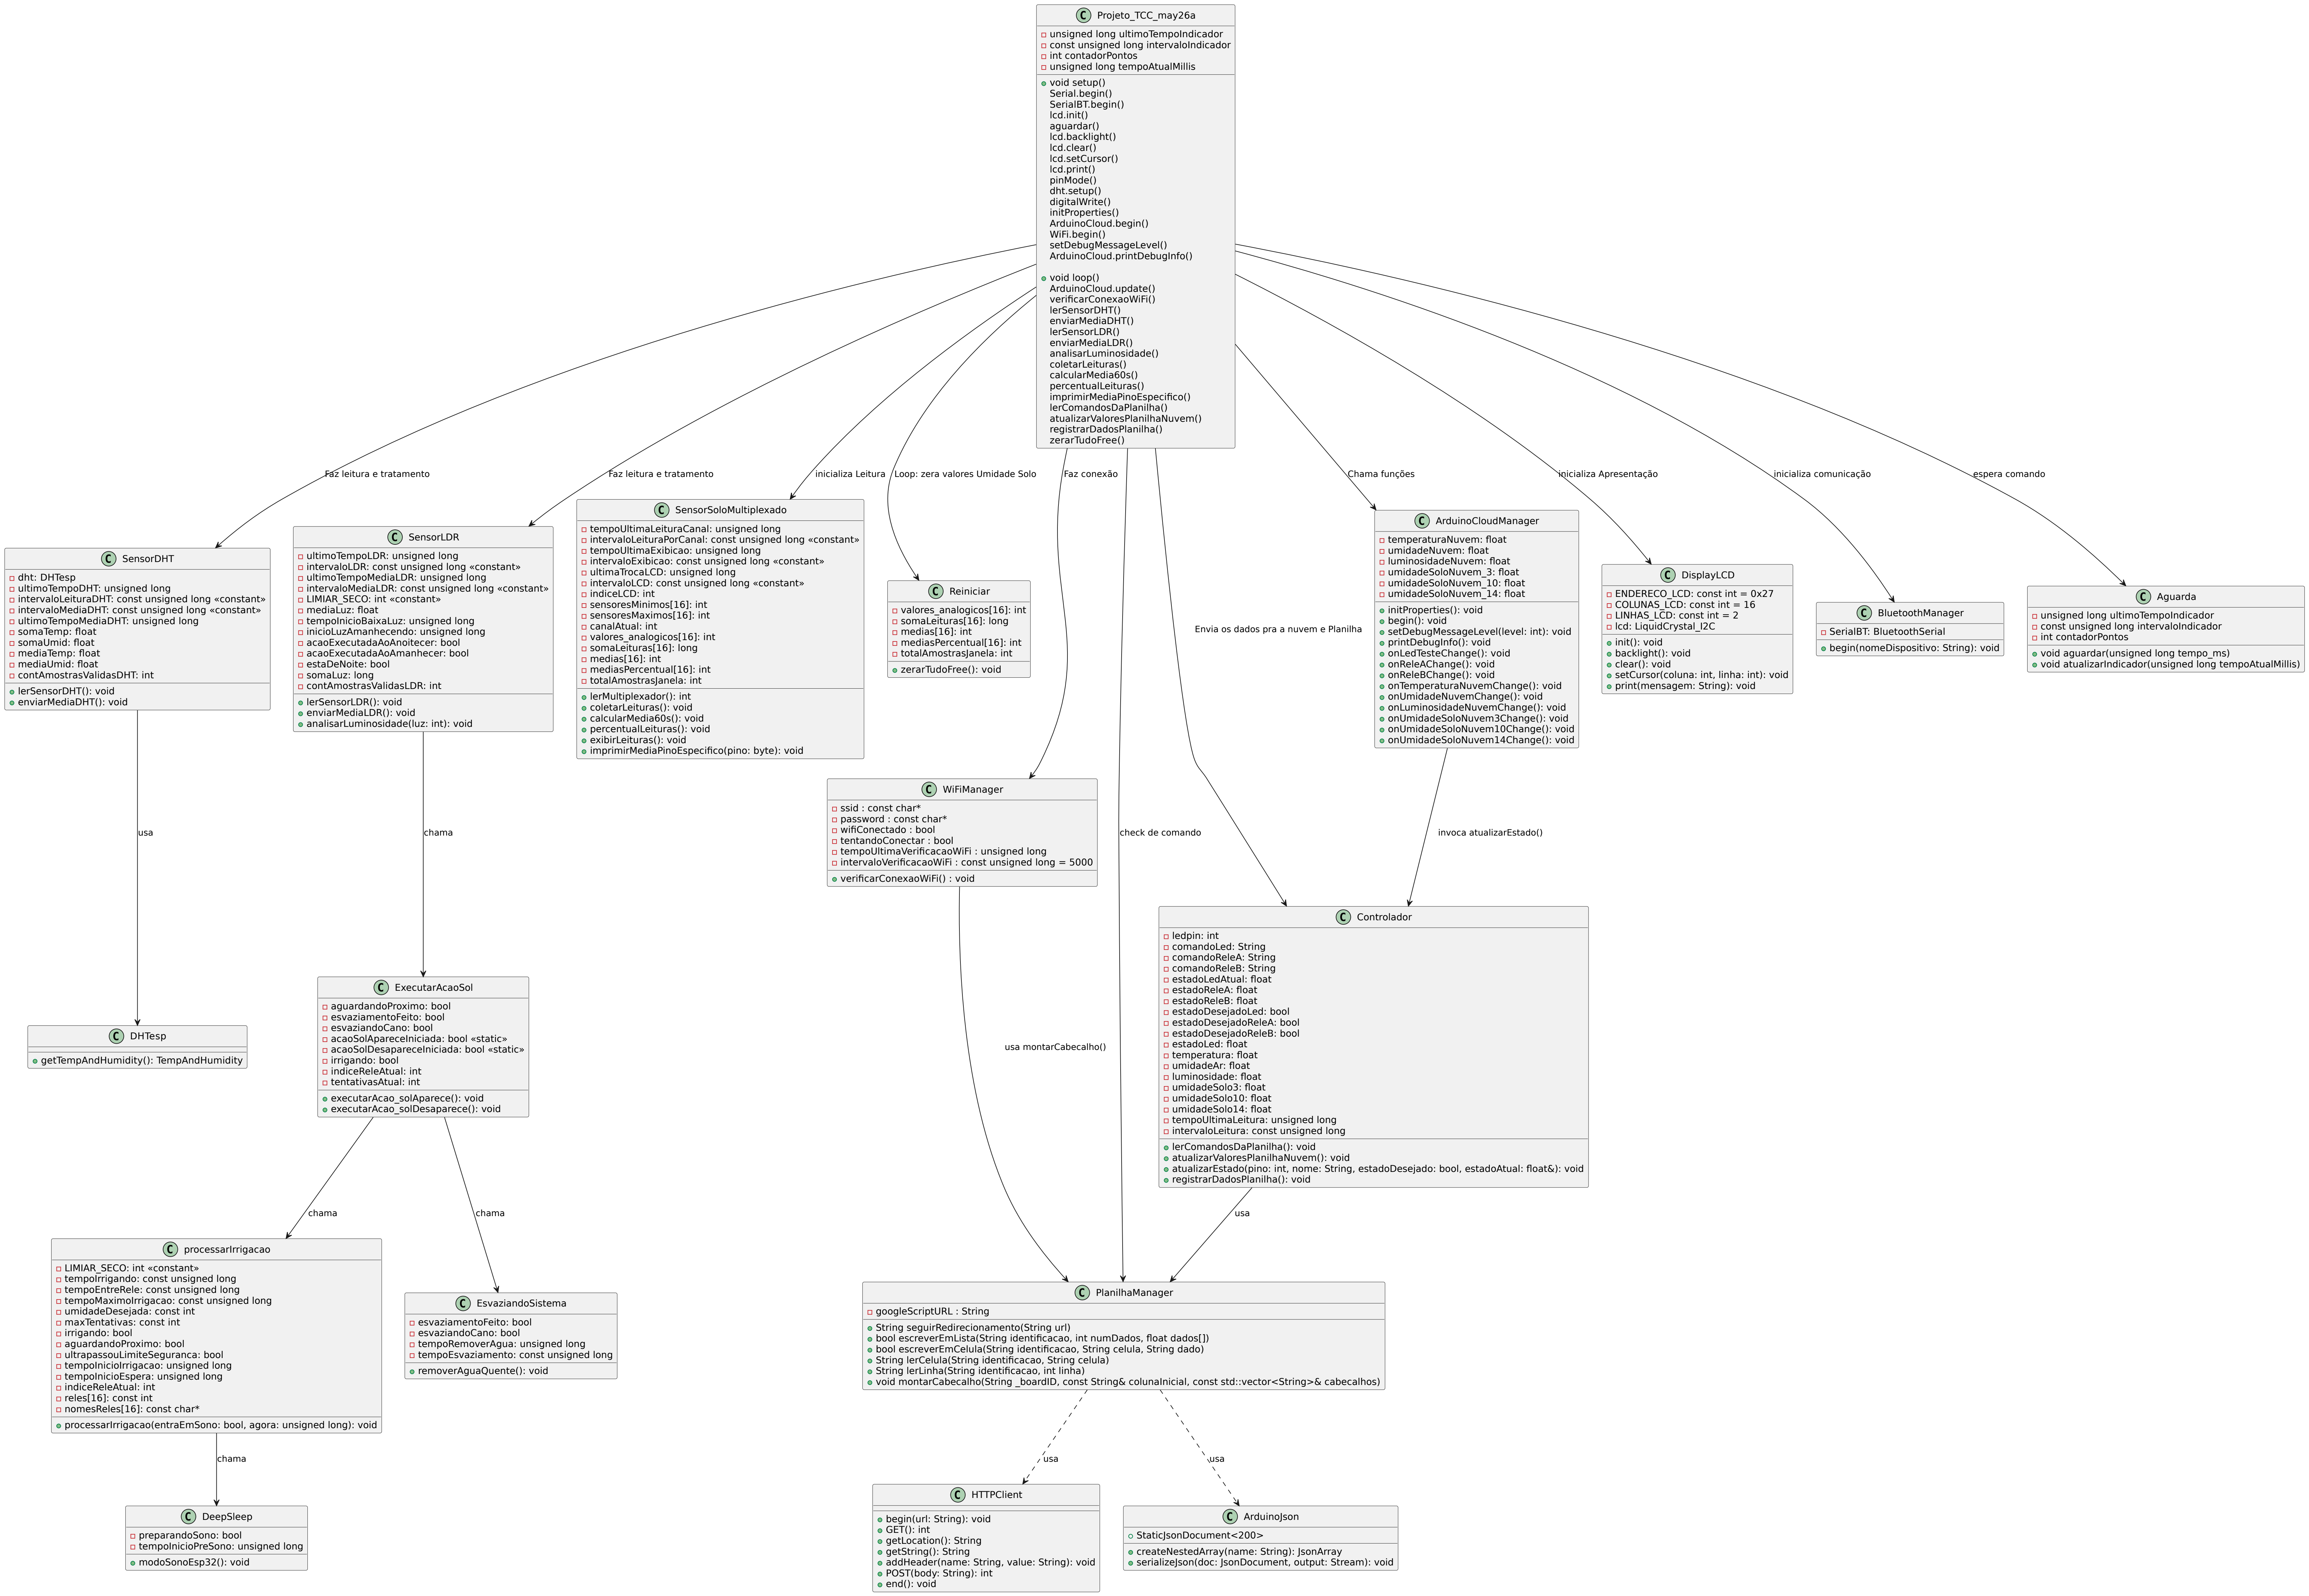 C Projeto_TCC_may26a
unsigned long ultimoTempoIndicador
const unsigned long intervaloIndicador
int contadorPontos
unsigned long tempoAtualMillis
void setup()
Serial.begin()
SerialBT.begin()
lcd.init()
aguardar()
lcd.backlight()
lcd.clear()
lcd.setCursor()
lcd.print()
pinMode()
dht.setup()
digitalWrite()
initProperties()
ArduinoCloud.begin()
WiFi.begin()
setDebugMessageLevel()
ArduinoCloud.printDebugInfo()
void loop()
ArduinoCloud.update()
verificarConexaoWiFi()
lerSensorDHT()
enviarMediaDHT()
lerSensorLDR()
enviarMediaLDR()
analisarLuminosidade()
coletarLeituras()
calcularMedia60s()
percentualLeituras()
imprimirMediaPinoEspecifico()
lerComandosDaPlanilha()
atualizarValoresPlanilhaNuvem()
registrarDadosPlanilha()
zerarTudoFree()
Faz leitura e tratamento
Faz leitura e tratamento
inicializa Leitura
Loop: zera valores Umidade Solo
Faz conexão
Chama funções
inicializa Apresentação
inicializa comunicação
espera comando
C SensorDHT
dht: DHTesp
ultimoTempoDHT: unsigned long
intervaloLeituraDHT: const unsigned long «constant»
intervaloMediaDHT: const unsigned long «constant»
ultimoTempoMediaDHT: unsigned long
somaTemp: float
somaUmid: float
mediaTemp: float
mediaUmid: float
contAmostrasValidasDHT: int
lerSensorDHT(): void
enviarMediaDHT(): void
C SensorLDR
ultimoTempoLDR: unsigned long
intervaloLDR: const unsigned long «constant»
ultimoTempoMediaLDR: unsigned long
intervaloMediaLDR: const unsigned long «constant»
LIMIAR_SECO: int «constant»
mediaLuz: float
tempoInicioBaixaLuz: unsigned long
inicioLuzAmanhecendo: unsigned long
acaoExecutadaAoAnoitecer: bool
acaoExecutadaAoAmanhecer: bool
estaDeNoite: bool
somaLuz: long
contAmostrasValidasLDR: int
lerSensorLDR(): void
enviarMediaLDR(): void
analisarLuminosidade(luz: int): void
C SensorSoloMultiplexado
tempoUltimaLeituraCanal: unsigned long
intervaloLeituraPorCanal: const unsigned long «constant»
tempoUltimaExibicao: unsigned long
intervaloExibicao: const unsigned long «constant»
ultimaTrocaLCD: unsigned long
intervaloLCD: const unsigned long «constant»
indiceLCD: int
sensoresMinimos[16]: int
sensoresMaximos[16]: int
canalAtual: int
valores_analogicos[16]: int
somaLeituras[16]: long
medias[16]: int
mediasPercentual[16]: int
totalAmostrasJanela: int
lerMultiplexador(): int
coletarLeituras(): void
calcularMedia60s(): void
percentualLeituras(): void
exibirLeituras(): void
imprimirMediaPinoEspecifico(pino: byte): void
C Reiniciar
valores_analogicos[16]: int
somaLeituras[16]: long
medias[16]: int
mediasPercentual[16]: int
totalAmostrasJanela: int
zerarTudoFree(): void
Envia os dados pra a nuvem e Planilha
C ArduinoCloudManager
temperaturaNuvem: float
umidadeNuvem: float
luminosidadeNuvem: float
umidadeSoloNuvem_3: float
umidadeSoloNuvem_10: float
umidadeSoloNuvem_14: float
initProperties(): void
begin(): void
setDebugMessageLevel(level: int): void
printDebugInfo(): void
onLedTesteChange(): void
onReleAChange(): void
onReleBChange(): void
onTemperaturaNuvemChange(): void
onUmidadeNuvemChange(): void
onLuminosidadeNuvemChange(): void
onUmidadeSoloNuvem3Change(): void
onUmidadeSoloNuvem10Change(): void
onUmidadeSoloNuvem14Change(): void
C DisplayLCD
ENDERECO_LCD: const int = 0x27
COLUNAS_LCD: const int = 16
LINHAS_LCD: const int = 2
lcd: LiquidCrystal_I2C
init(): void
backlight(): void
clear(): void
setCursor(coluna: int, linha: int): void
print(mensagem: String): void
C BluetoothManager
SerialBT: BluetoothSerial
begin(nomeDispositivo: String): void
C Aguarda
unsigned long ultimoTempoIndicador
const unsigned long intervaloIndicador
int contadorPontos
void aguardar(unsigned long tempo_ms)
void atualizarIndicador(unsigned long tempoAtualMillis)
usa
chama
C WiFiManager
ssid : const char*
password : const char*
wifiConectado : bool
tentandoConectar : bool
tempoUltimaVerificacaoWiFi : unsigned long
intervaloVerificacaoWiFi : const unsigned long = 5000
verificarConexaoWiFi() : void
check de comando
invoca atualizarEstado()
C DHTesp
getTempAndHumidity(): TempAndHumidity
C ExecutarAcaoSol
aguardandoProximo: bool
esvaziamentoFeito: bool
esvaziandoCano: bool
acaoSolApareceIniciada: bool «static»
acaoSolDesapareceIniciada: bool «static»
irrigando: bool
indiceReleAtual: int
tentativasAtual: int
executarAcao_solAparece(): void
executarAcao_solDesaparece(): void
usa montarCabecalho()
C Controlador
ledpin: int
comandoLed: String
comandoReleA: String
comandoReleB: String
estadoLedAtual: float
estadoReleA: float
estadoReleB: float
estadoDesejadoLed: bool
estadoDesejadoReleA: bool
estadoDesejadoReleB: bool
estadoLed: float
temperatura: float
umidadeAr: float
luminosidade: float
umidadeSolo3: float
umidadeSolo10: float
umidadeSolo14: float
tempoUltimaLeitura: unsigned long
intervaloLeitura: const unsigned long
lerComandosDaPlanilha(): void
atualizarValoresPlanilhaNuvem(): void
atualizarEstado(pino: int, nome: String, estadoDesejado: bool, estadoAtual: float&): void
registrarDadosPlanilha(): void
chama
chama
usa
C processarIrrigacao
LIMIAR_SECO: int «constant»
tempoIrrigando: const unsigned long
tempoEntreRele: const unsigned long
tempoMaximoIrrigacao: const unsigned long
umidadeDesejada: const int
maxTentativas: const int
irrigando: bool
aguardandoProximo: bool
ultrapassouLimiteSeguranca: bool
tempoInicioIrrigacao: unsigned long
tempoInicioEspera: unsigned long
indiceReleAtual: int
reles[16]: const int
nomesReles[16]: const char*
processarIrrigacao(entraEmSono: bool, agora: unsigned long): void
C EsvaziandoSistema
esvaziamentoFeito: bool
esvaziandoCano: bool
tempoRemoverAgua: unsigned long
tempoEsvaziamento: const unsigned long
removerAguaQuente(): void
C PlanilhaManager
googleScriptURL : String
String seguirRedirecionamento(String url)
bool escreverEmLista(String identificacao, int numDados, float dados[])
bool escreverEmCelula(String identificacao, String celula, String dado)
String lerCelula(String identificacao, String celula)
String lerLinha(String identificacao, int linha)
void montarCabecalho(String _boardID, const String& colunaInicial, const std::vector<String>& cabecalhos)
chama
usa
usa
C DeepSleep
preparandoSono: bool
tempoInicioPreSono: unsigned long
modoSonoEsp32(): void
C HTTPClient
begin(url: String): void
GET(): int
getLocation(): String
getString(): String
addHeader(name: String, value: String): void
POST(body: String): int
end(): void
C ArduinoJson
StaticJsonDocument<200>
createNestedArray(name: String): JsonArray
serializeJson(doc: JsonDocument, output: Stream): void